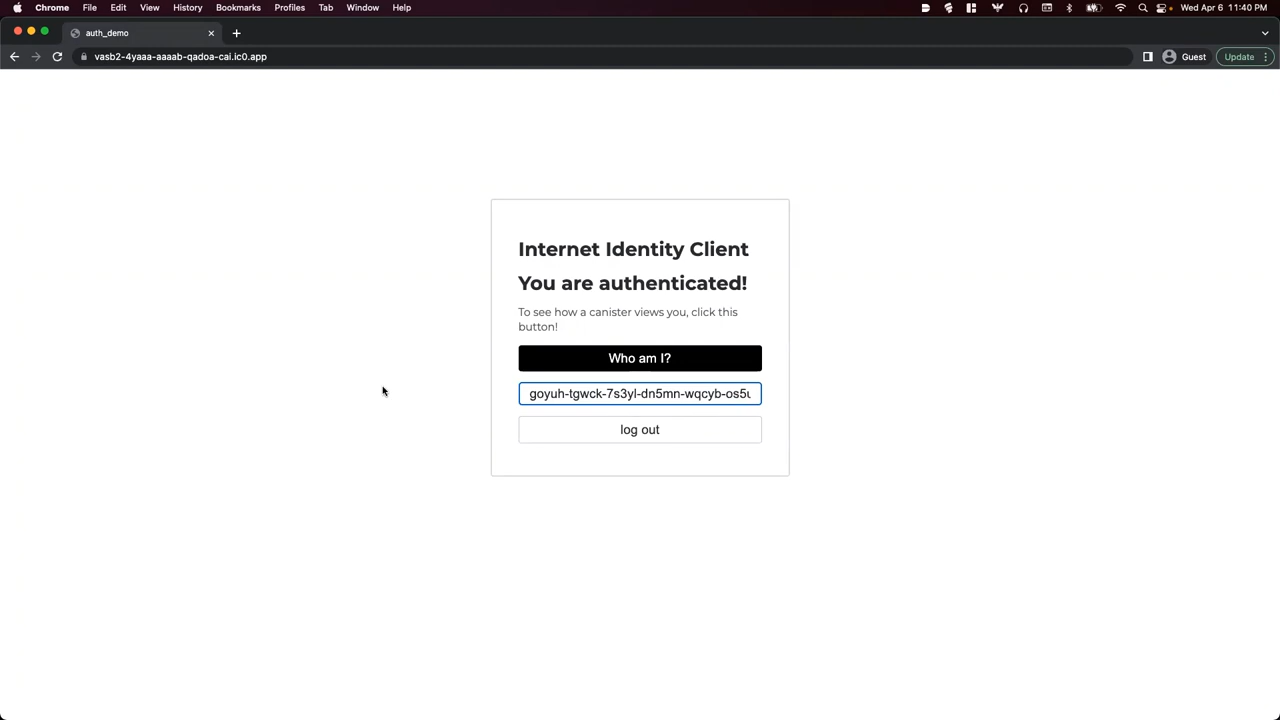 Chrome File Edit View History Bookmarks Profiles Tab Window Help Wed Apr 6 11:40 PM
auth_demo
vasb2-4yaaa-aaaab-qadoa-cai.ic0.app Guest Update
Internet Identity Client
You are authenticated!
To see how a canister views you, click this
button!
Who am I?
goyuh-tgwck-7s3yl-dn5mn-wqcyb-os5u
log out